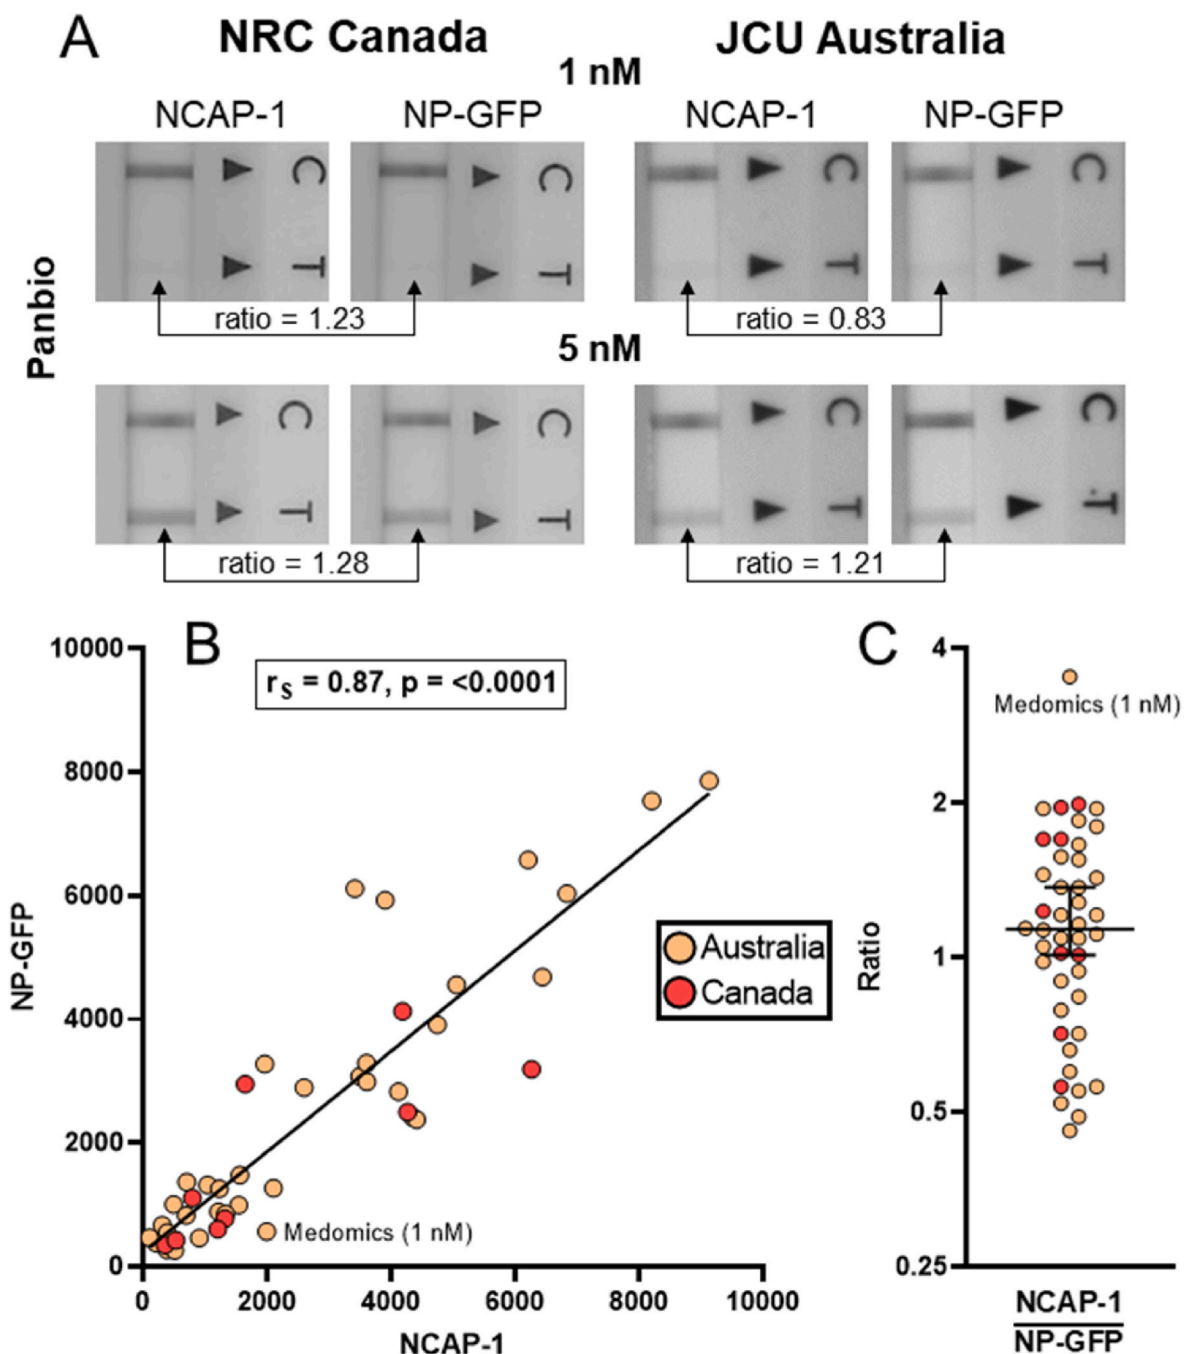 A
NRC Canada
JCU Australia
1 nM
NCAP-1
NP-GFP
NCAP-1
NP-GFP
C
C
C
C
T
T
T
T
Panbio
ratio = 1.23
ratio = 0.83
5 nM
C
C
C
C
T
T
T
T
ratio = 1.28
ratio = 1.21
B
rs = 0.87, p = <0.0001
10000
8000
6000
4000
2000
0
NP-GFP
Australia
Canada
Medomics (1 nM)
0
2000
4000
6000
8000
10000
NCAP-1
C
4
2
1
0.5
0.25
Ratio
Medomics (1 nM)
NCAP-1
NP-GFP